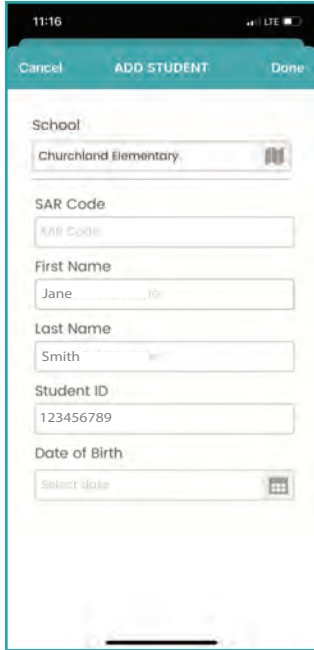 11:16 LTE
Cancel ADD STUDENT Done
School
Churchland Elementary
SAR Code
SAR Code
First Name
Jane
Last Name
Smith
Student ID
123456789
Date of Birth
Select date